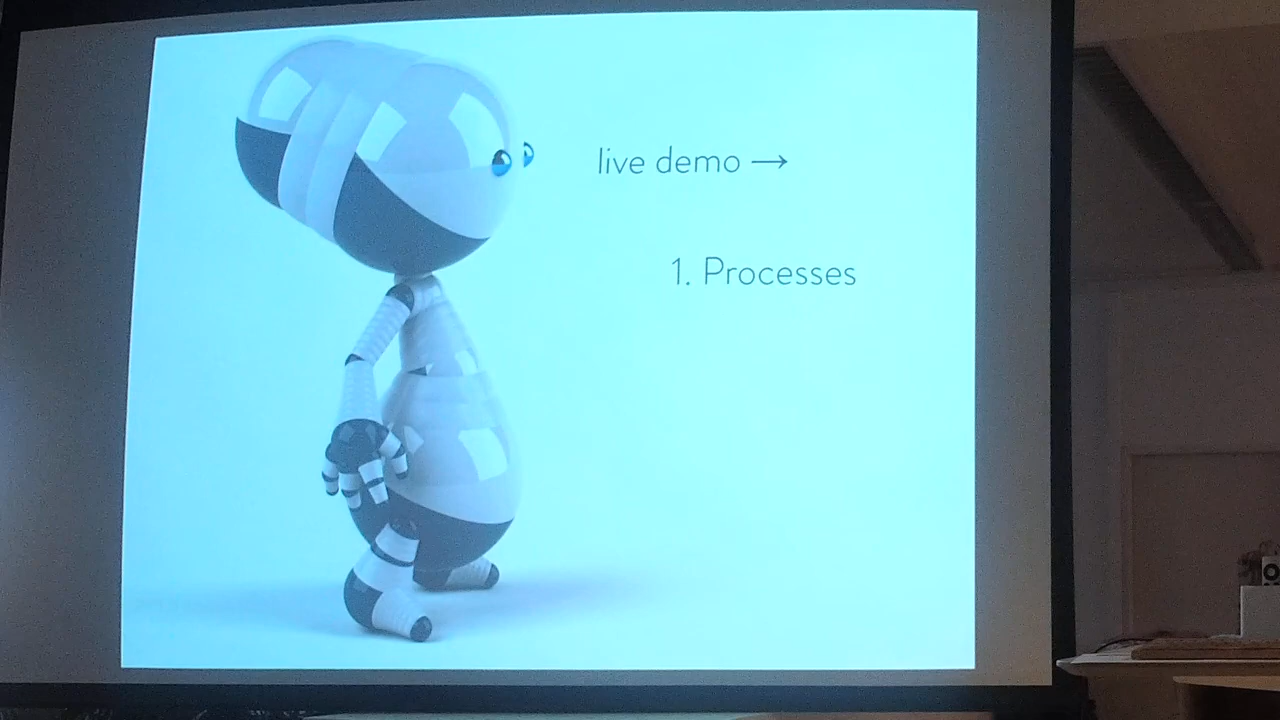 live demo →
1. Processes